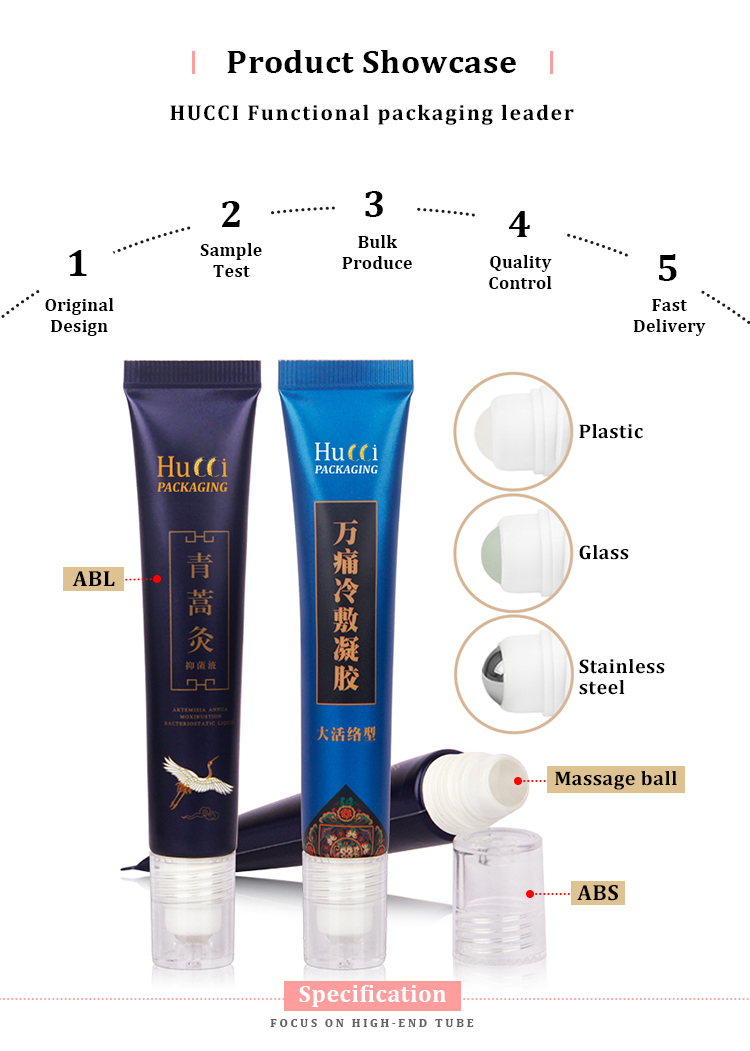 Product Showcase
HUCCI Functional packaging leader
1
Original
Design
2
Sample
Test
3
Bulk
Produce
4
Quality
Control
5
Fast
Delivery
Hucci
PACKAGING
青蒿灸
抑菌液
ARTEMISIA ANNUA
MOXIBUSTION
BACTERIOSTATIC LIQUID
ABL
Hucci
PACKAGING
万痛冷敷凝胶
大活络型
Plastic
Glass
Stainless
steel
Massage ball
ABS
Specification
FOCUS ON HIGH-END TUBE